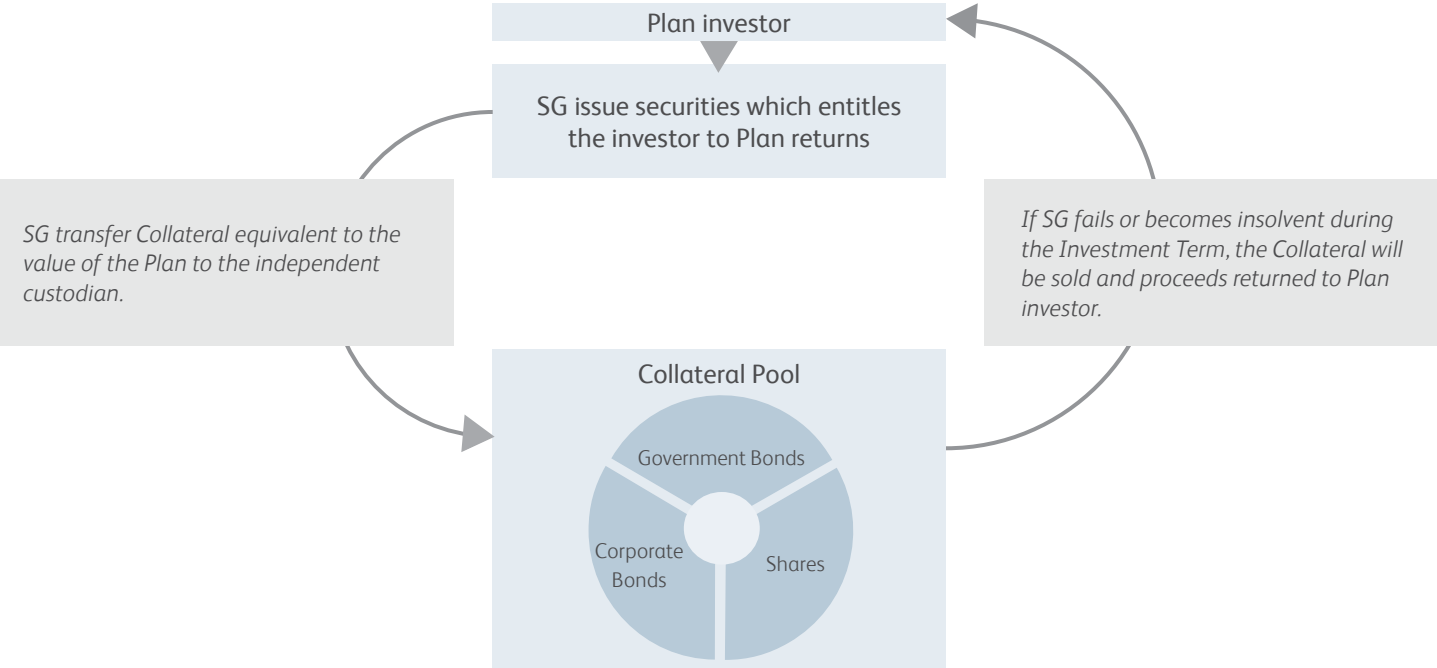 Plan investor
SG issue securities which entitles
the investor to Plan returns
SG transfer Collateral equivalent to the
value of the Plan to the independent
custodian.
If SG fails or becomes insolvent during
the Investment Term, the Collateral will
be sold and proceeds returned to Plan
investor.
Collateral Pool
Government Bonds
Corporate
Bonds
Shares